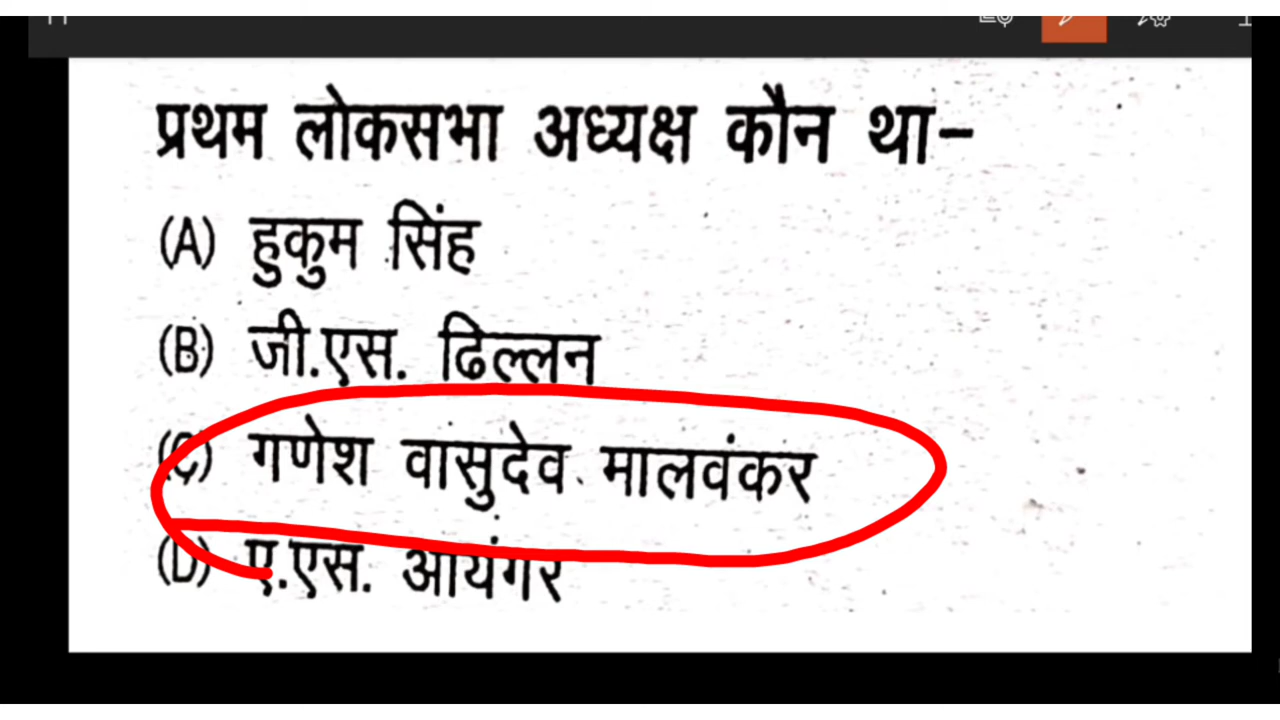 प्रथम लोकसभा अध्यक्ष कौन था-
(A) हुकुम सिंह
(B) जी.एस. ढिल्लन
(C) गणेश वासुदेव मालवंकर
(D) ए.एस. आयंगर